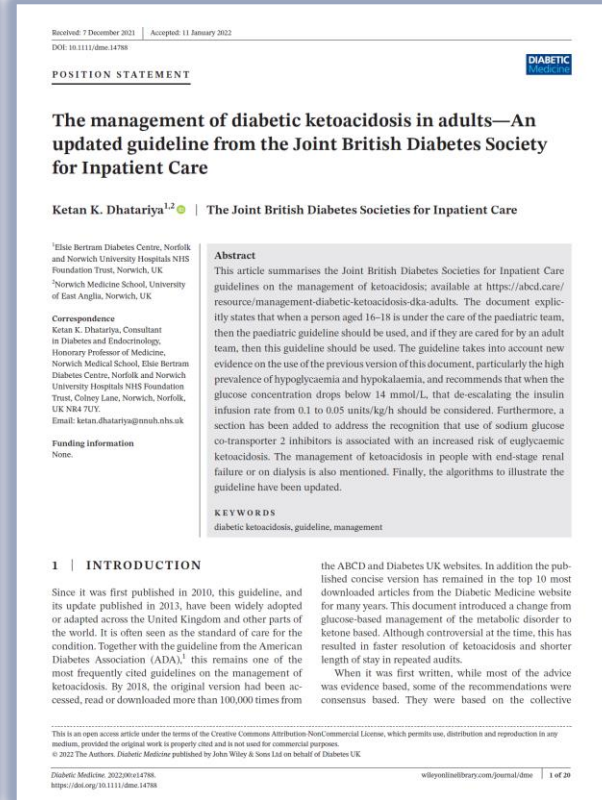 Received: 7 December 2021 | Accepted: 11 January 2022
DOI: 10.1111/dme.14788
POSITION STATEMENT
DIABETIC
Medicine
The management of diabetic ketoacidosis in adults—An
updated guideline from the Joint British Diabetes Society
for Inpatient Care
Ketan K. Dhatariya1,2 | The Joint British Diabetes Societies for Inpatient Care
1Elsie Bertram Diabetes Centre, Norfolk
and Norwich University Hospitals NHS
Foundation Trust, Norwich, UK
2Norwich Medical School, University
of East Anglia, Norwich, UK
Correspondence
Ketan K. Dhatariya, Consultant
in Diabetes and Endocrinology,
Honorary Professor of Medicine,
Norwich Medical School, Elsie Bertram
Diabetes Centre, Norfolk and Norwich
University Hospitals NHS Foundation
Trust, Colney Lane, Norwich, Norfolk,
UK NR4 7UY.
Email: ketan.dhatariya@nnuh.nhs.uk
Funding information
None.
Abstract
This article summarises the Joint British Diabetes Societies for Inpatient Care
guidelines on the management of ketoacidosis; available at https://abcd.care/
resource/management-diabetic-ketoacidosis-dka-adults. The document explic-
itly states that when a person aged 16–18 is under the care of the paediatric team,
then the paediatric guideline should be used, and if they are cared for by an adult
team, then this guideline should be used. The guideline takes into account new
evidence on the use of the previous version of this document, particularly the high
prevalence of hypoglycaemia and hypokalaemia, and recommends that when the
glucose concentration drops below 14 mmol/L, that de-escalating the insulin
infusion rate from 0.1 to 0.05 units/kg/h should be considered. Furthermore, a
section has been added to address the recognition that use of sodium glucose
co-transporter 2 inhibitors is associated with an increased risk of euglycaemic
ketoacidosis. The management of ketoacidosis in people with end-stage renal
failure or on dialysis is also mentioned. Finally, the algorithms to illustrate the
guideline have been updated.
KEYWORDS
diabetic ketoacidosis, guideline, management
1 | INTRODUCTION
Since it was first published in 2010, this guideline, and
its update published in 2013, have been widely adopted
or adapted across the United Kingdom and other parts of
the world. It is often seen as the standard of care for the
condition. Together with the guideline from the American
Diabetes Association (ADA),1 this remains one of the
most frequently cited guidelines on the management of
ketoacidosis. By 2018, the original version had been ac-
cessed, read or downloaded more than 100,000 times from
the ABCD and Diabetes UK websites. In addition the pub-
lished concise version has remained in the top 10 most
downloaded articles from the Diabetic Medicine website
for many years. This document introduced a change from
glucose-based management of the metabolic disorder to
ketone based. Although controversial at the time, this has
resulted in faster resolution of ketoacidosis and shorter
length of stay in repeated audits.
When it was first written, while most of the advice
was evidence based, some of the recommendations were
consensus based. They were based on the collective
This is an open access article under the terms of the Creative Commons Attribution-NonCommercial License, which permits use, distribution and reproduction in any
medium, provided the original work is properly cited and is not used for commercial purposes.
© 2022 The Authors. Diabetic Medicine published by John Wiley & Sons Ltd on behalf of Diabetes UK
Diabetic Medicine. 2022;00:e14788.
https://doi.org/10.1111/dme.14788
wileyonlinelibrary.com/journal/dme | 1 of 20